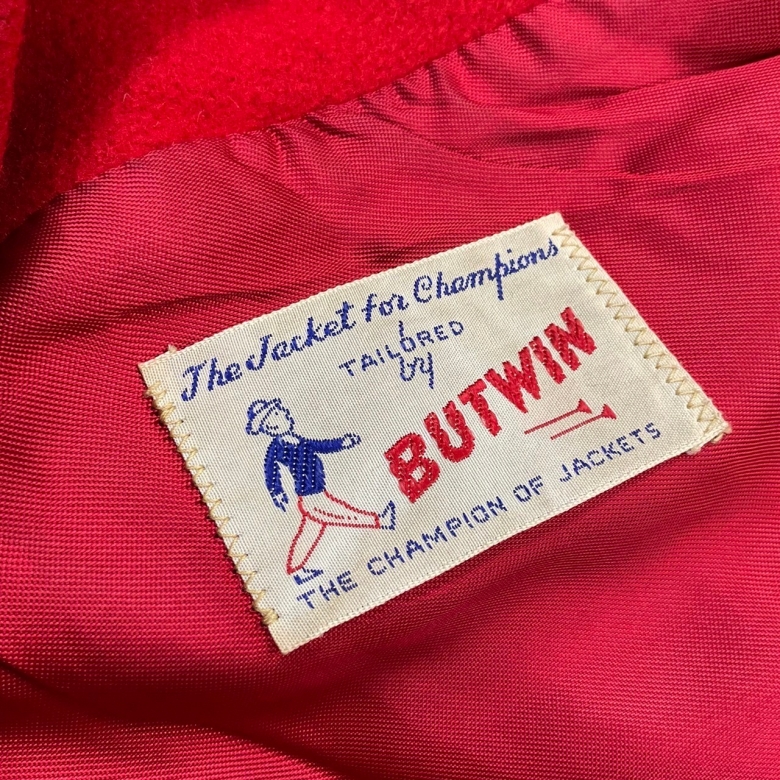 The Jacket for Champions
TAILORED
by
BUTWIN
THE CHAMPION OF JACKETS